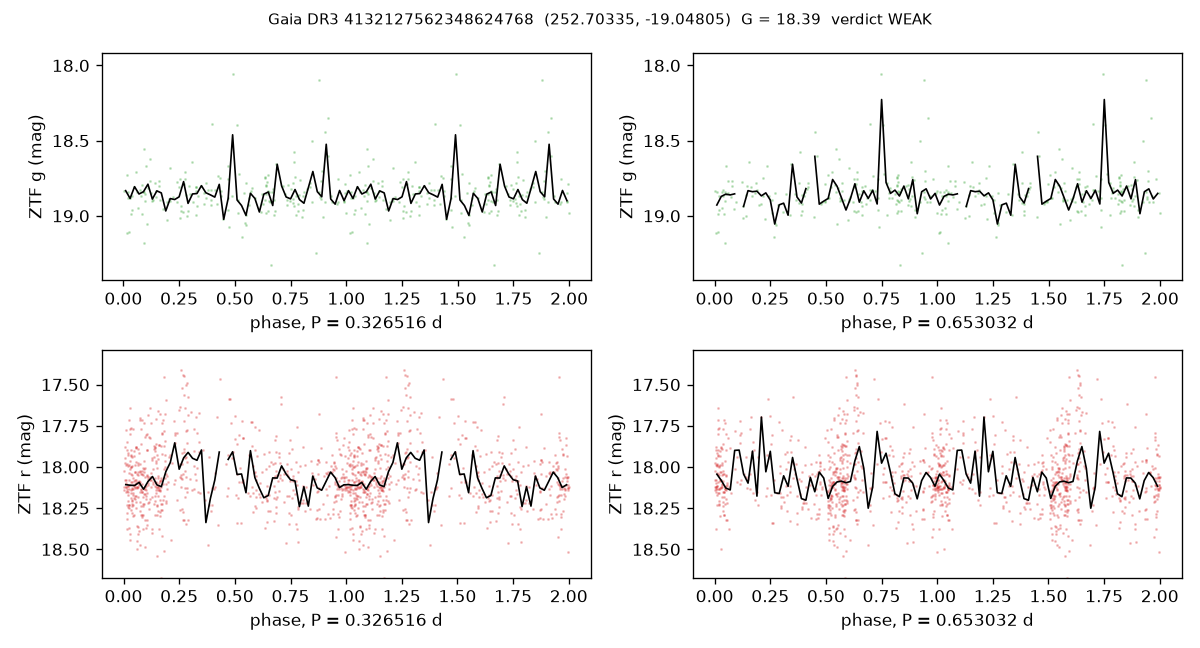 Gaia DR3 4132127562348624768 (252.70335, -19.04805) G = 18.39 verdict WEAK
ZTF g (mag)
18.0
18.5
19.0
0.00 0.25 0.50 0.75 1.00 1.25 1.50 1.75 2.00
phase, P = 0.326516 d
ZTF g (mag)
18.0
18.5
19.0
0.00 0.25 0.50 0.75 1.00 1.25 1.50 1.75 2.00
phase, P = 0.653032 d
ZTF r (mag)
17.50
17.75
18.00
18.25
18.50
0.00 0.25 0.50 0.75 1.00 1.25 1.50 1.75 2.00
phase, P = 0.326516 d
ZTF r (mag)
17.50
17.75
18.00
18.25
18.50
0.00 0.25 0.50 0.75 1.00 1.25 1.50 1.75 2.00
phase, P = 0.653032 d